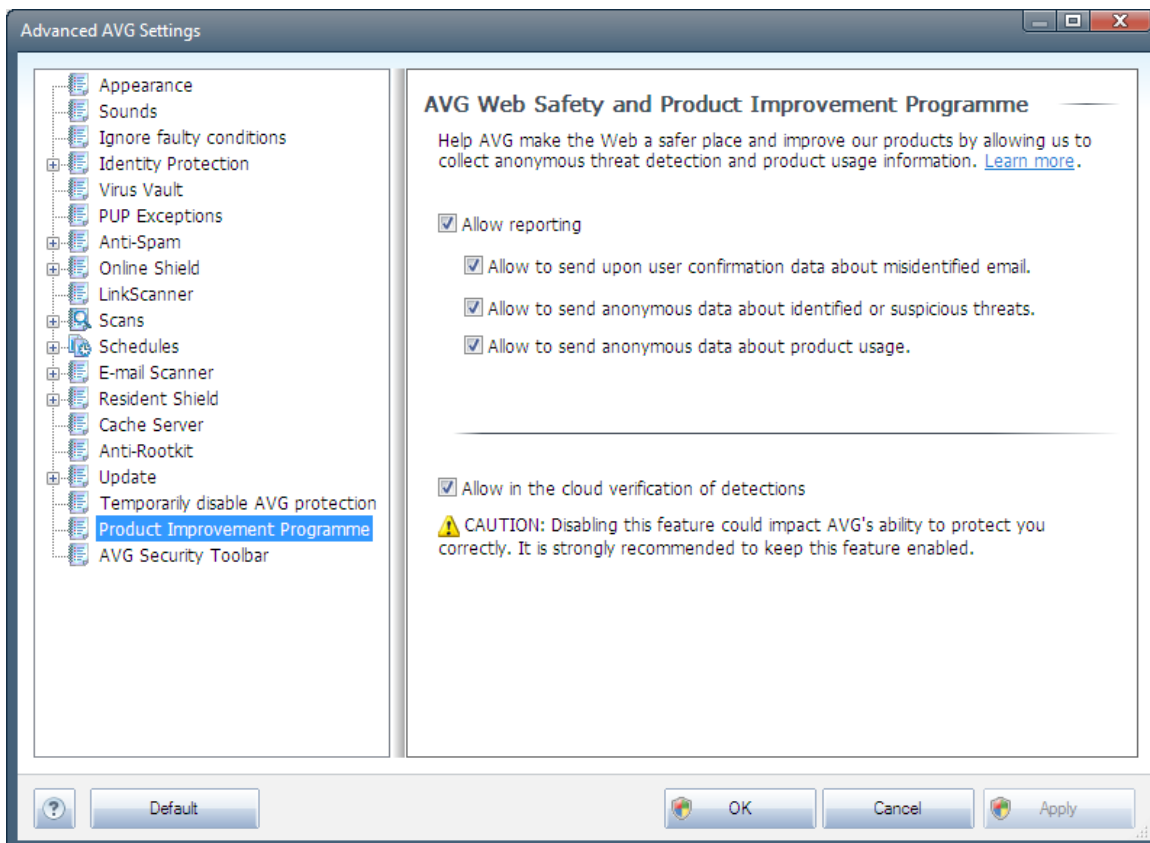 Advanced AVG Settings
Appearance
Sounds
Ignore faulty conditions
Identity Protection
Virus Vault
PUP Exceptions
Anti-Spam
Online Shield
LinkScanner
Scans
Schedules
E-mail Scanner
Resident Shield
Cache Server
Anti-Rootkit
Update
Temporarily disable AVG protection
Product Improvement Programme
AVG Security Toolbar
AVG Web Safety and Product Improvement Programme
Help AVG make the Web a safer place and improve our products by allowing us to
collect anonymous threat detection and product usage information. Learn more.
Allow reporting
Allow to send upon user confirmation data about misidentified email.
Allow to send anonymous data about identified or suspicious threats.
Allow to send anonymous data about product usage.
Allow in the cloud verification of detections
CAUTION: Disabling this feature could impact AVG's ability to protect you
correctly. It is strongly recommended to keep this feature enabled.
? Default OK Cancel Apply